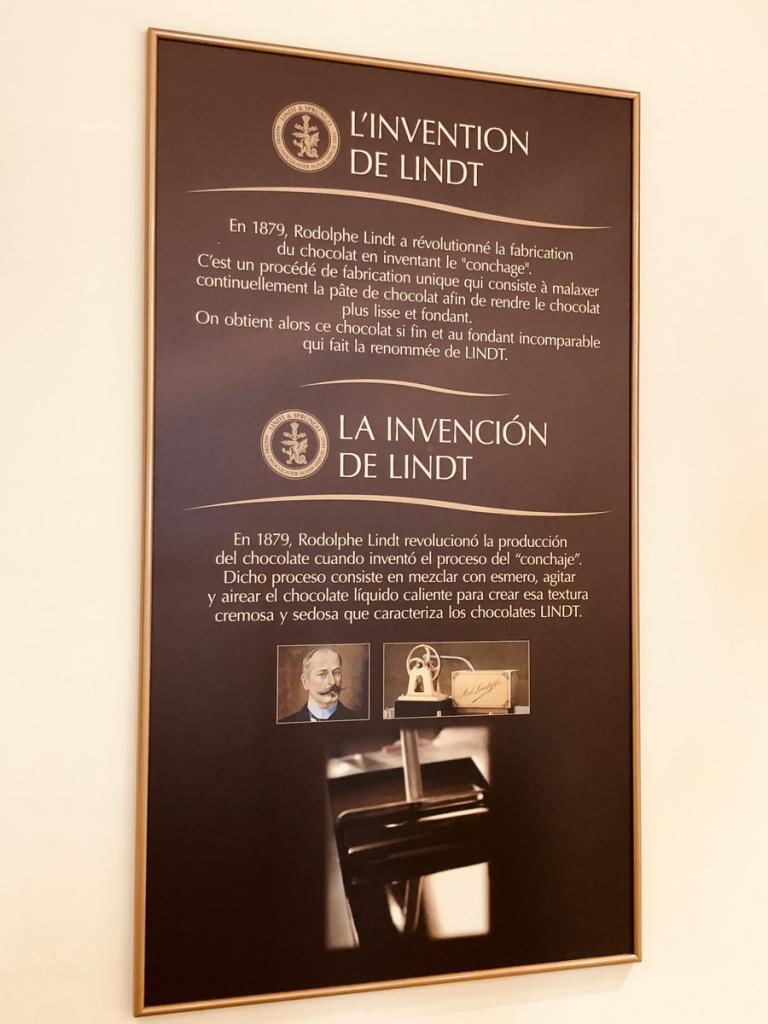 LINDT & SPRÜNGLI
L'INVENTION
DE LINDT
En 1879, Rodolphe Lindt a révolutionné la fabrication
du chocolat en inventant le "conchage".
C'est un procédé de fabrication unique qui consiste à malaxer
continuellement la pâte de chocolat afin de rendre le chocolat
plus lisse et fondant.
On obtient alors ce chocolat si fin et au fondant incomparable
qui fait la renommée de LINDT.
LINDT & SPRÜNGLI
LA INVENCIÓN
DE LINDT
En 1879, Rodolphe Lindt revolucionó la producción
del chocolate cuando inventó el proceso del “conchaje”.
Dicho proceso consiste en mezclar con esmero, agitar
y airear el chocolate líquido caliente para crear esa textura
cremosa y sedosa que caracteriza los chocolates LINDT.